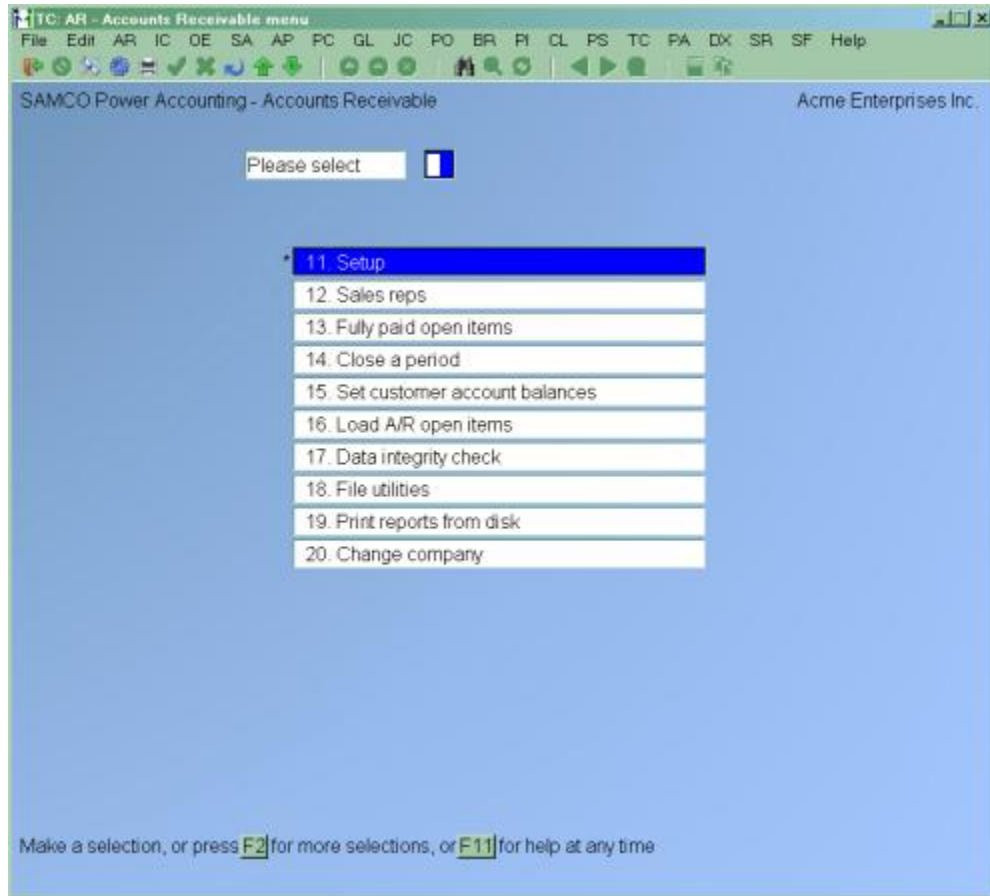 TC: AR - Accounts Receivable menu
File Edit AR IC OE SA AP PC GL JC PO BR PI CL PS TC PA DX SR SF Help
SAMCO Power Accounting - Accounts Receivable Acme Enterprises Inc.
Please select
* 11. Setup
12. Sales reps
13. Fully paid open items
14. Close a period
15. Set customer account balances
16. Load A/R open items
17. Data integrity check
18. File utilities
19. Print reports from disk
20. Change company
Make a selection, or press F2 for more selections, or F11 for help at any time